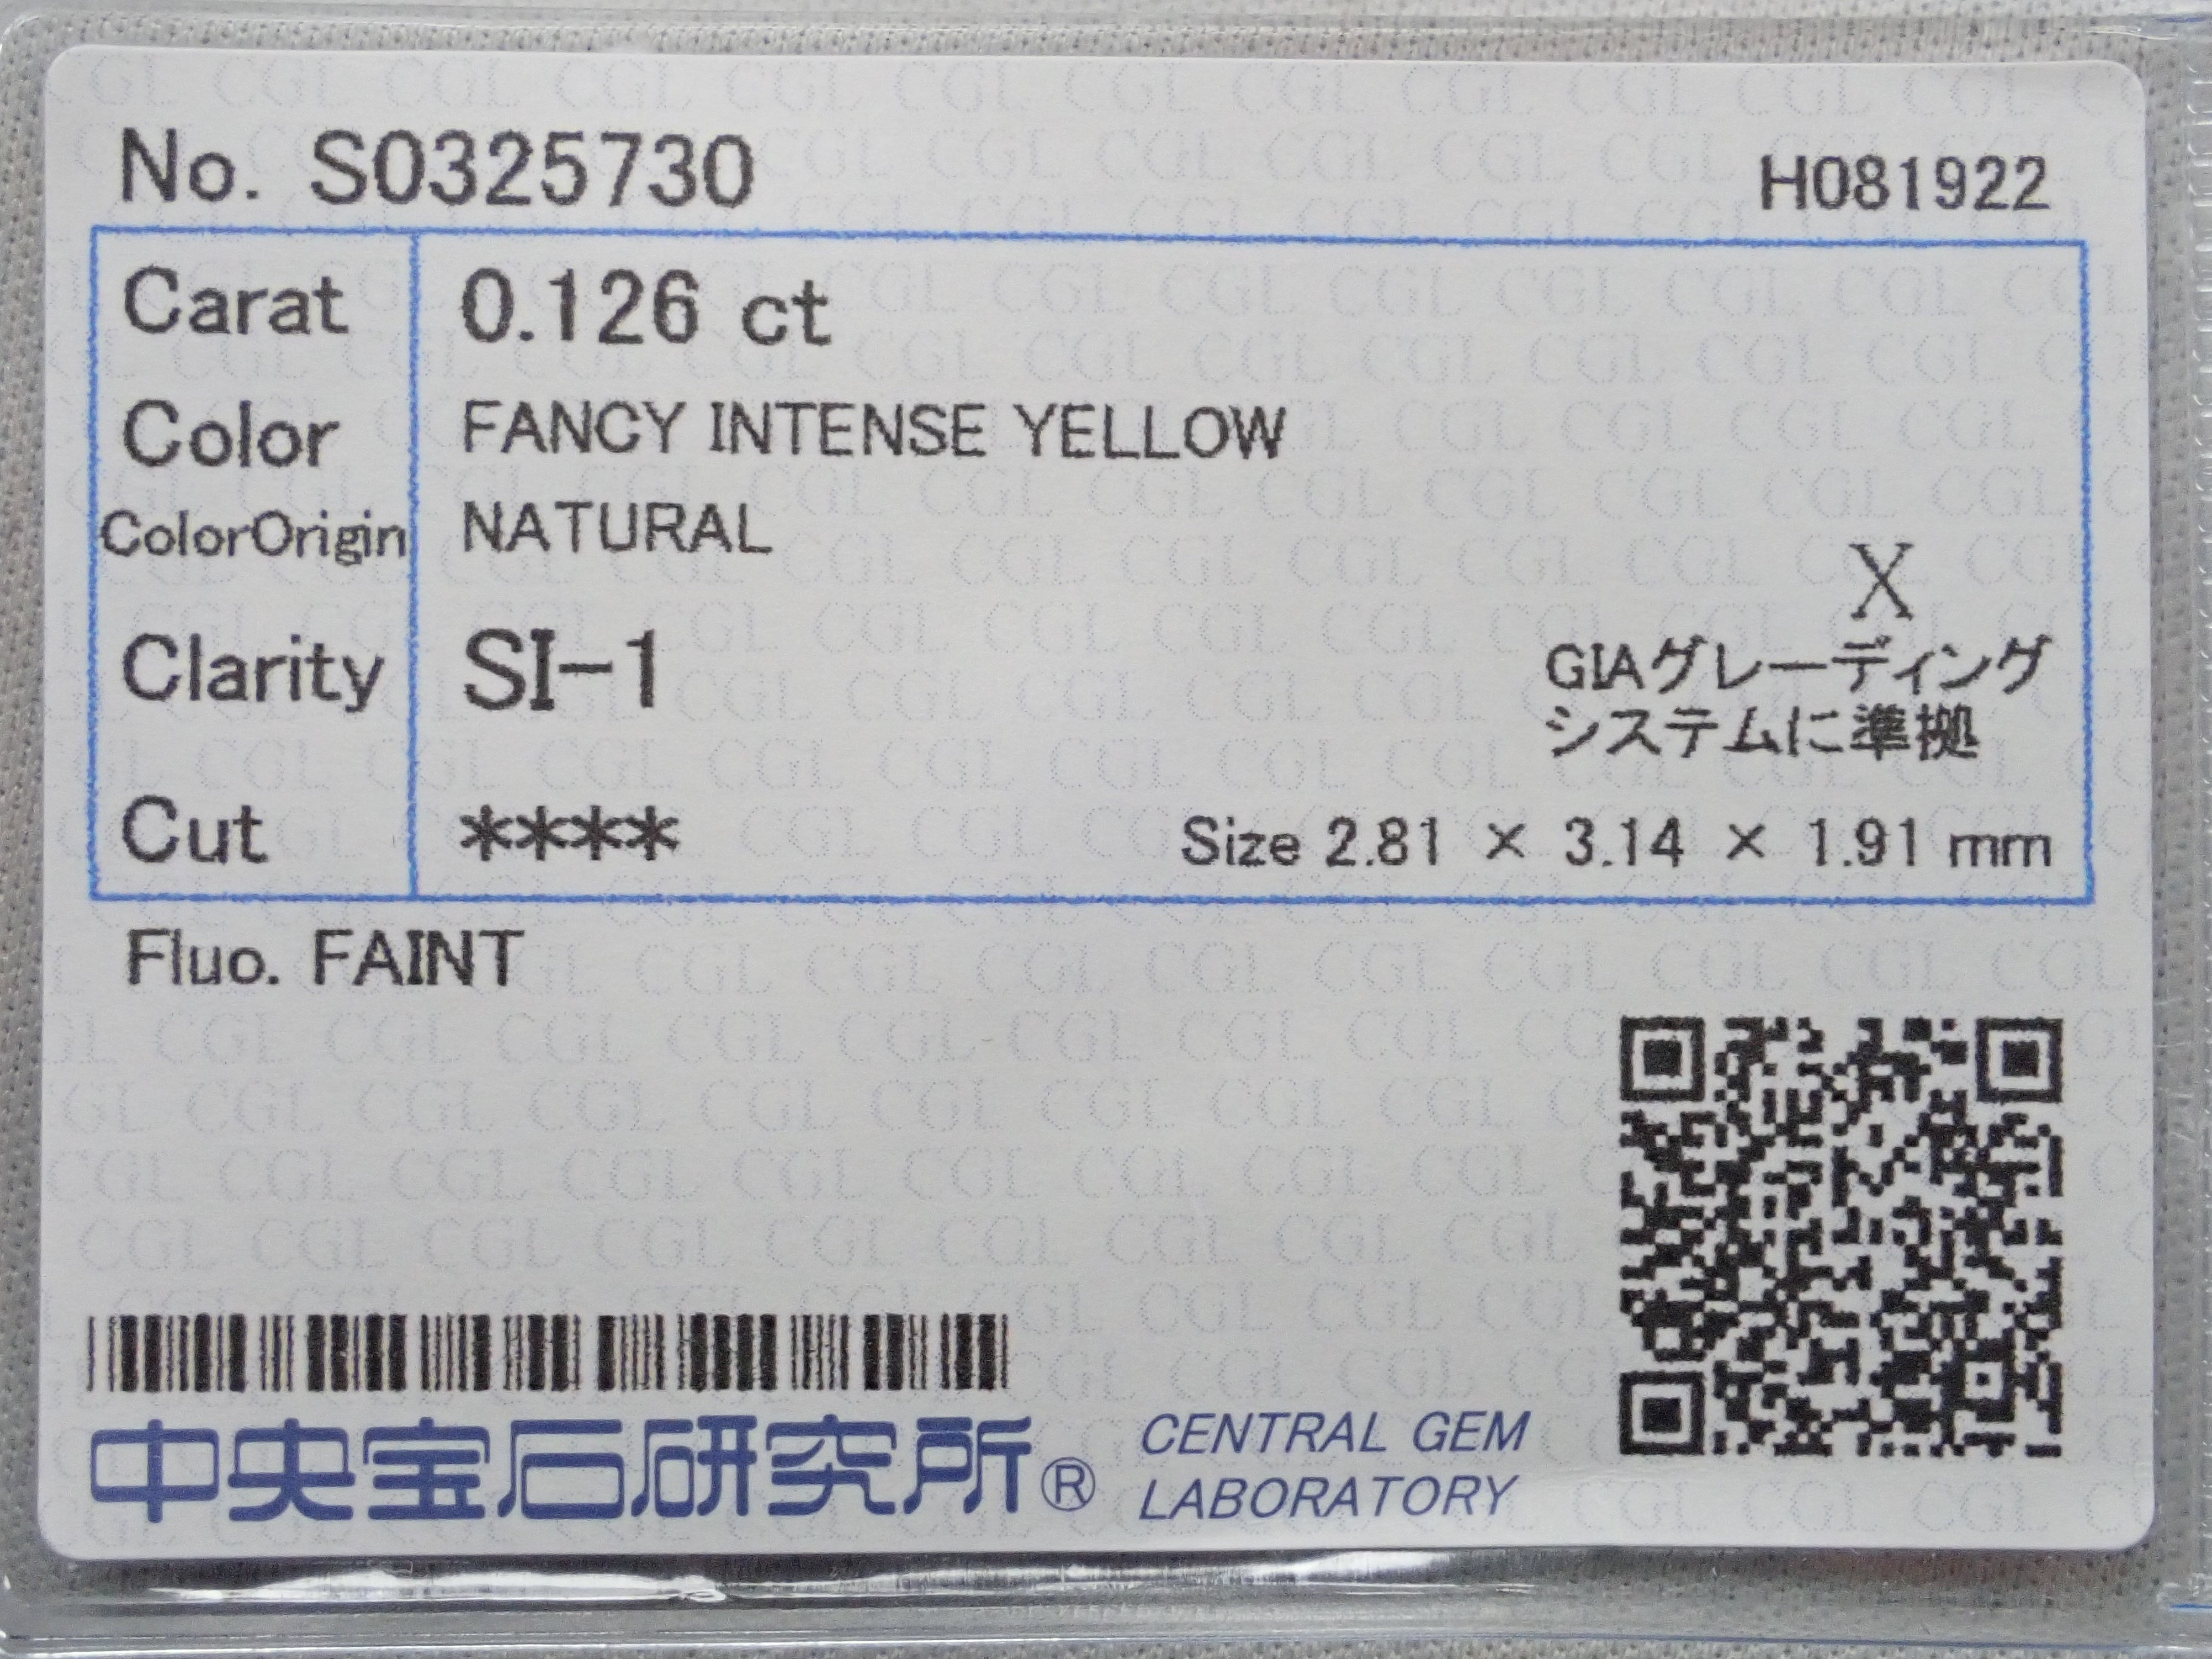 No. S0325730
H081922
Carat 0.126 ct
Color FANCY INTENSE YELLOW
ColorOrigin NATURAL
X
Clarity SI-1
GIAグレーディング
システムに準拠
Cut ****
Size 2.81 × 3.14 × 1.91 mm
Fluo. FAINT
中央宝石研究所®
CENTRAL GEM
LABORATORY